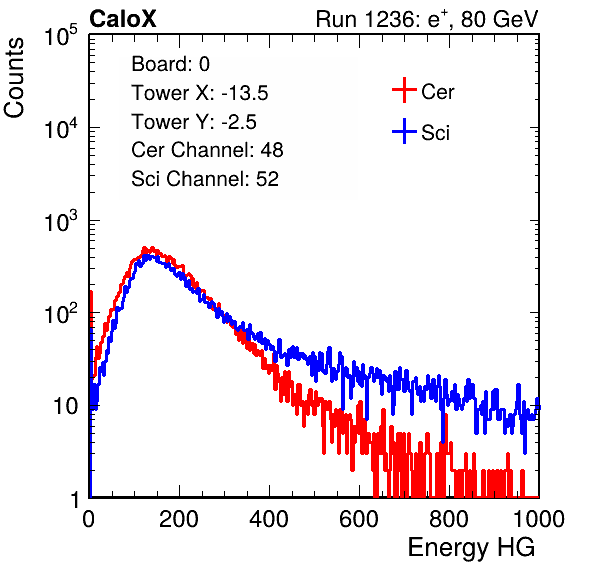 CaloX Run 1236: e⁺, 80 GeV
Counts
Board: 0
Tower X: -13.5
Tower Y: -2.5
Cer Channel: 48
Sci Channel: 52
Cer
Sci
10⁵
10⁴
10³
10²
10
1
0 200 400 600 800 1000
Energy HG